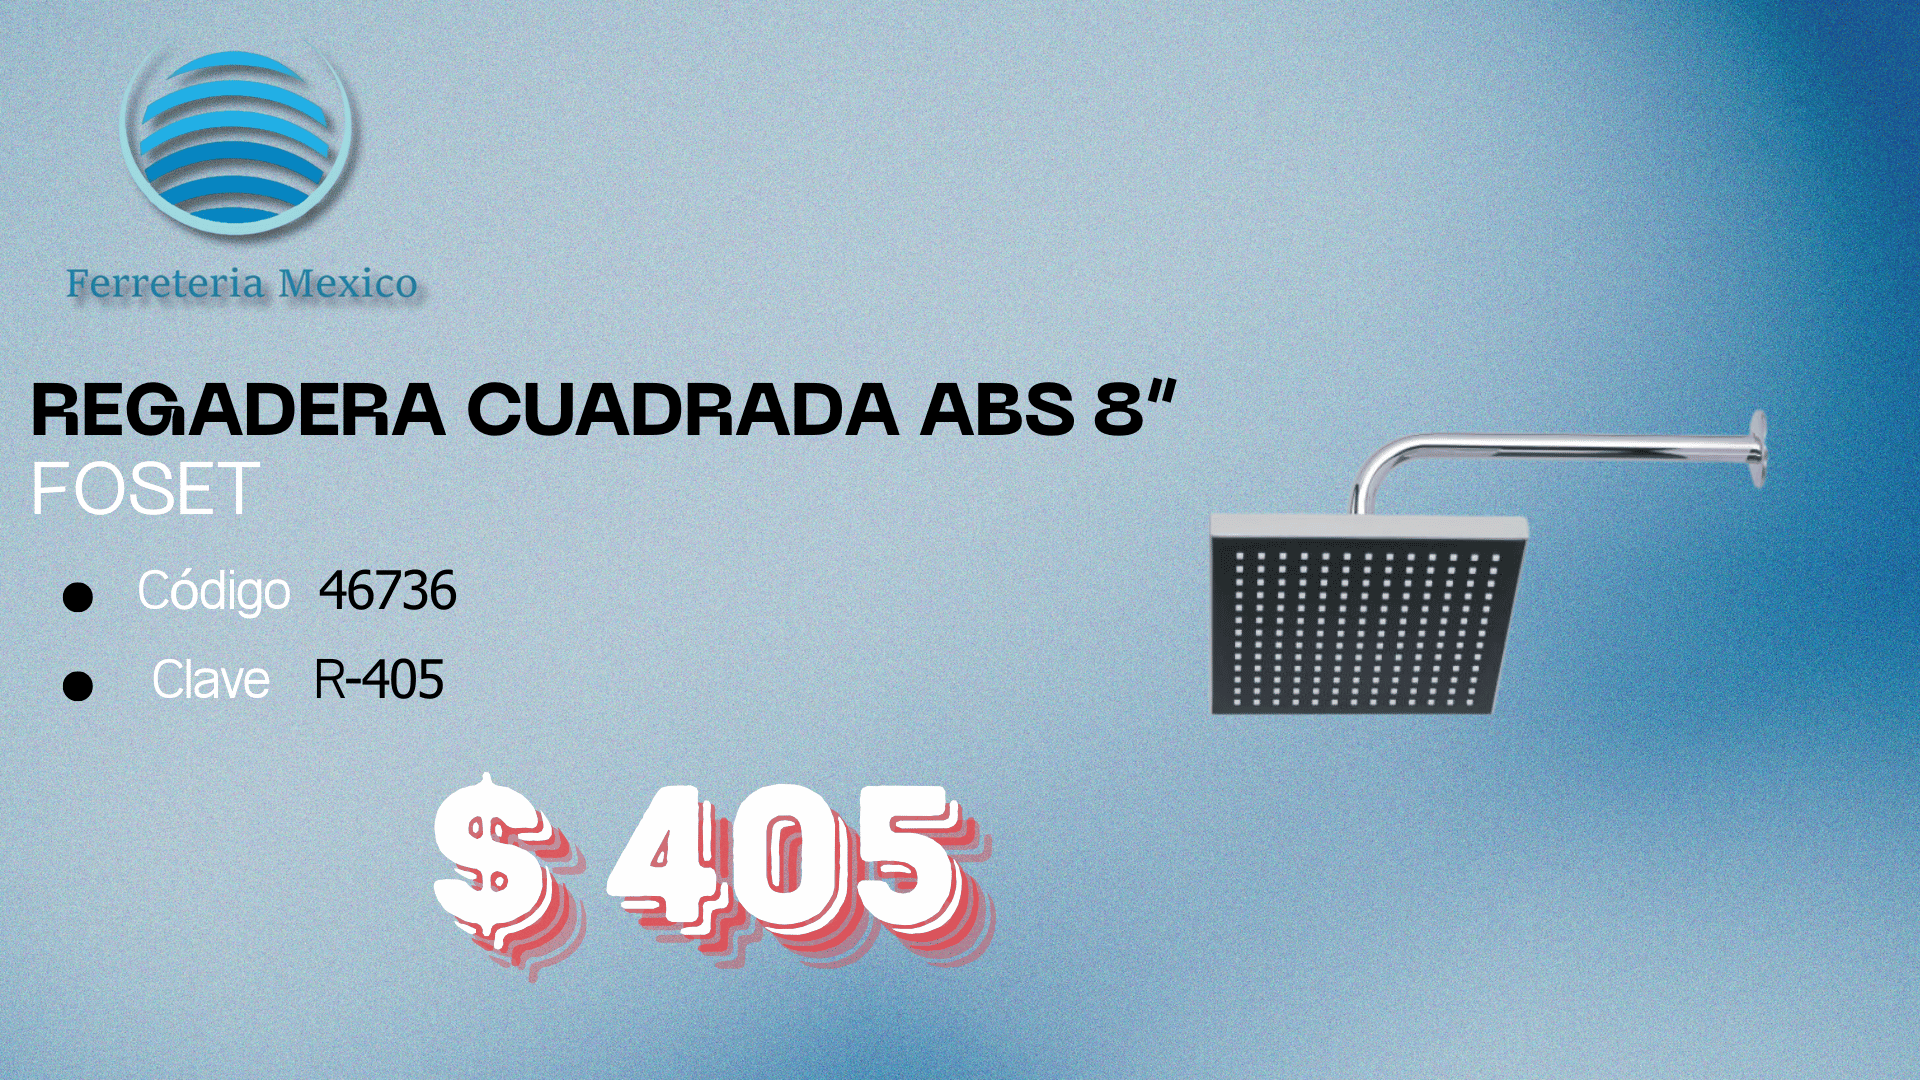 Ferreteria Mexico
REGADERA CUADRADA ABS 8"
FOSET
Código 46736
Clave R-405
$ 405